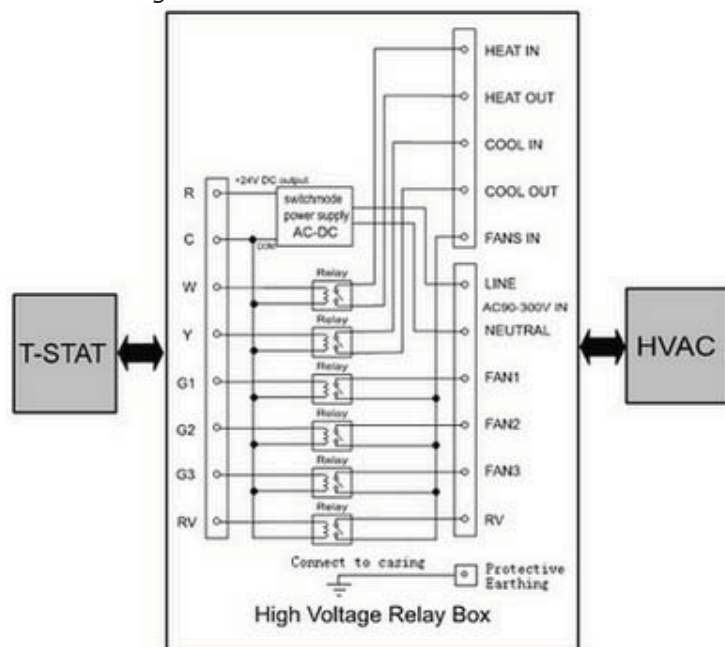 HEAT IN
HEAT OUT
COOL IN
COOL OUT
FANS IN
+24V DC output
R
switchmode
power supply
AC-DC
C
COM
LINE
AC90-300V IN
NEUTRAL
W
Relay
Y
Relay
G1
Relay
FAN1
G2
Relay
FAN2
G3
Relay
FAN3
RV
Relay
RV
T-STAT
HVAC
Connect to casing
Protective
Earthing
High Voltage Relay Box